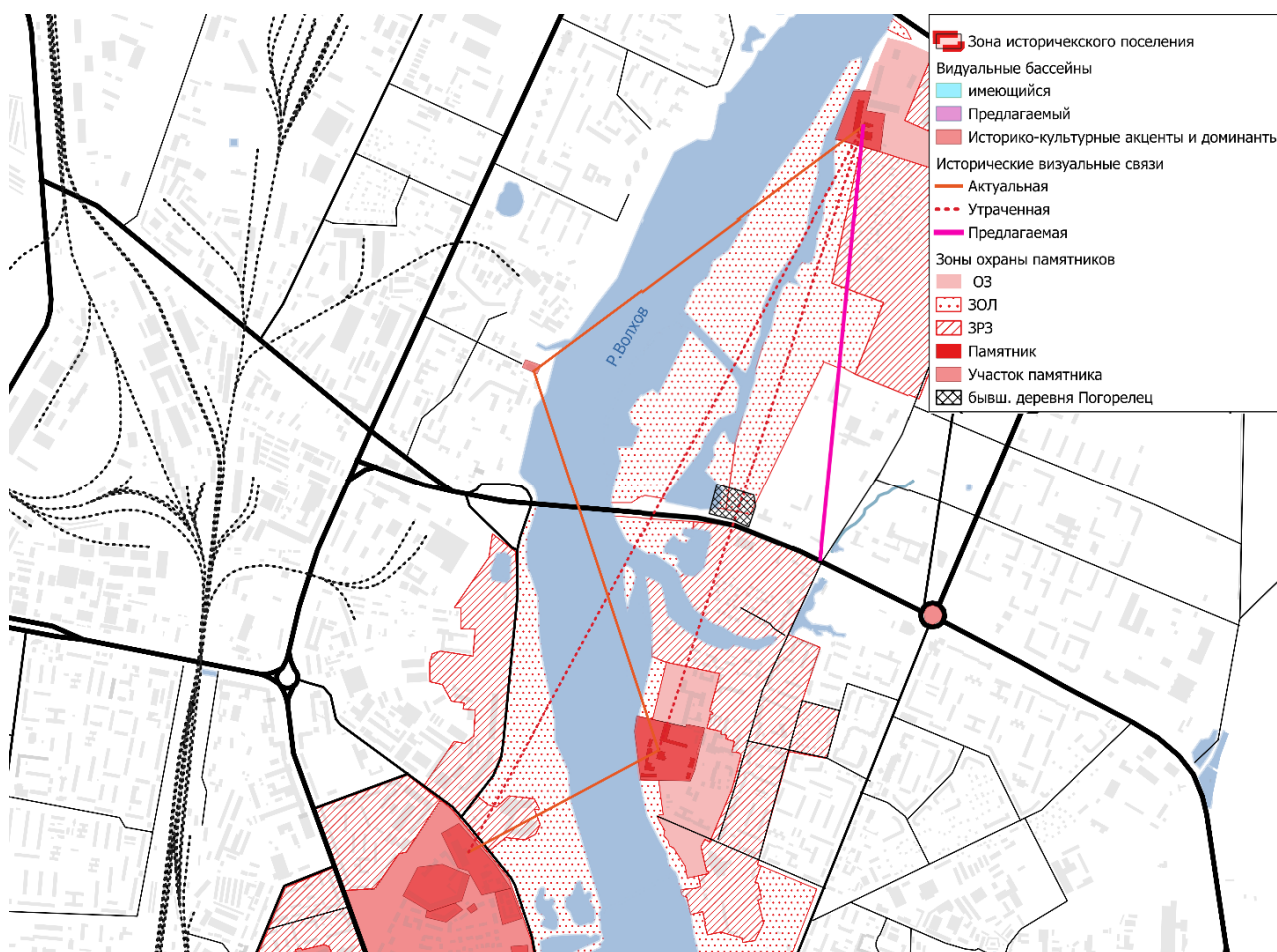 Зона историчекского поселения
Видуальные бассейны
имеющийся
Предлагаемый
Историко-культурные акценты и доминанть
Исторические визуальные связи
Актуальная
Утраченная
Предлагаемая
Зоны охраны памятников
ОЗ
ЗОЛ
ЗРЗ
Памятник
Участок памятника
бывш. деревня Погорелец
Р.Волхов